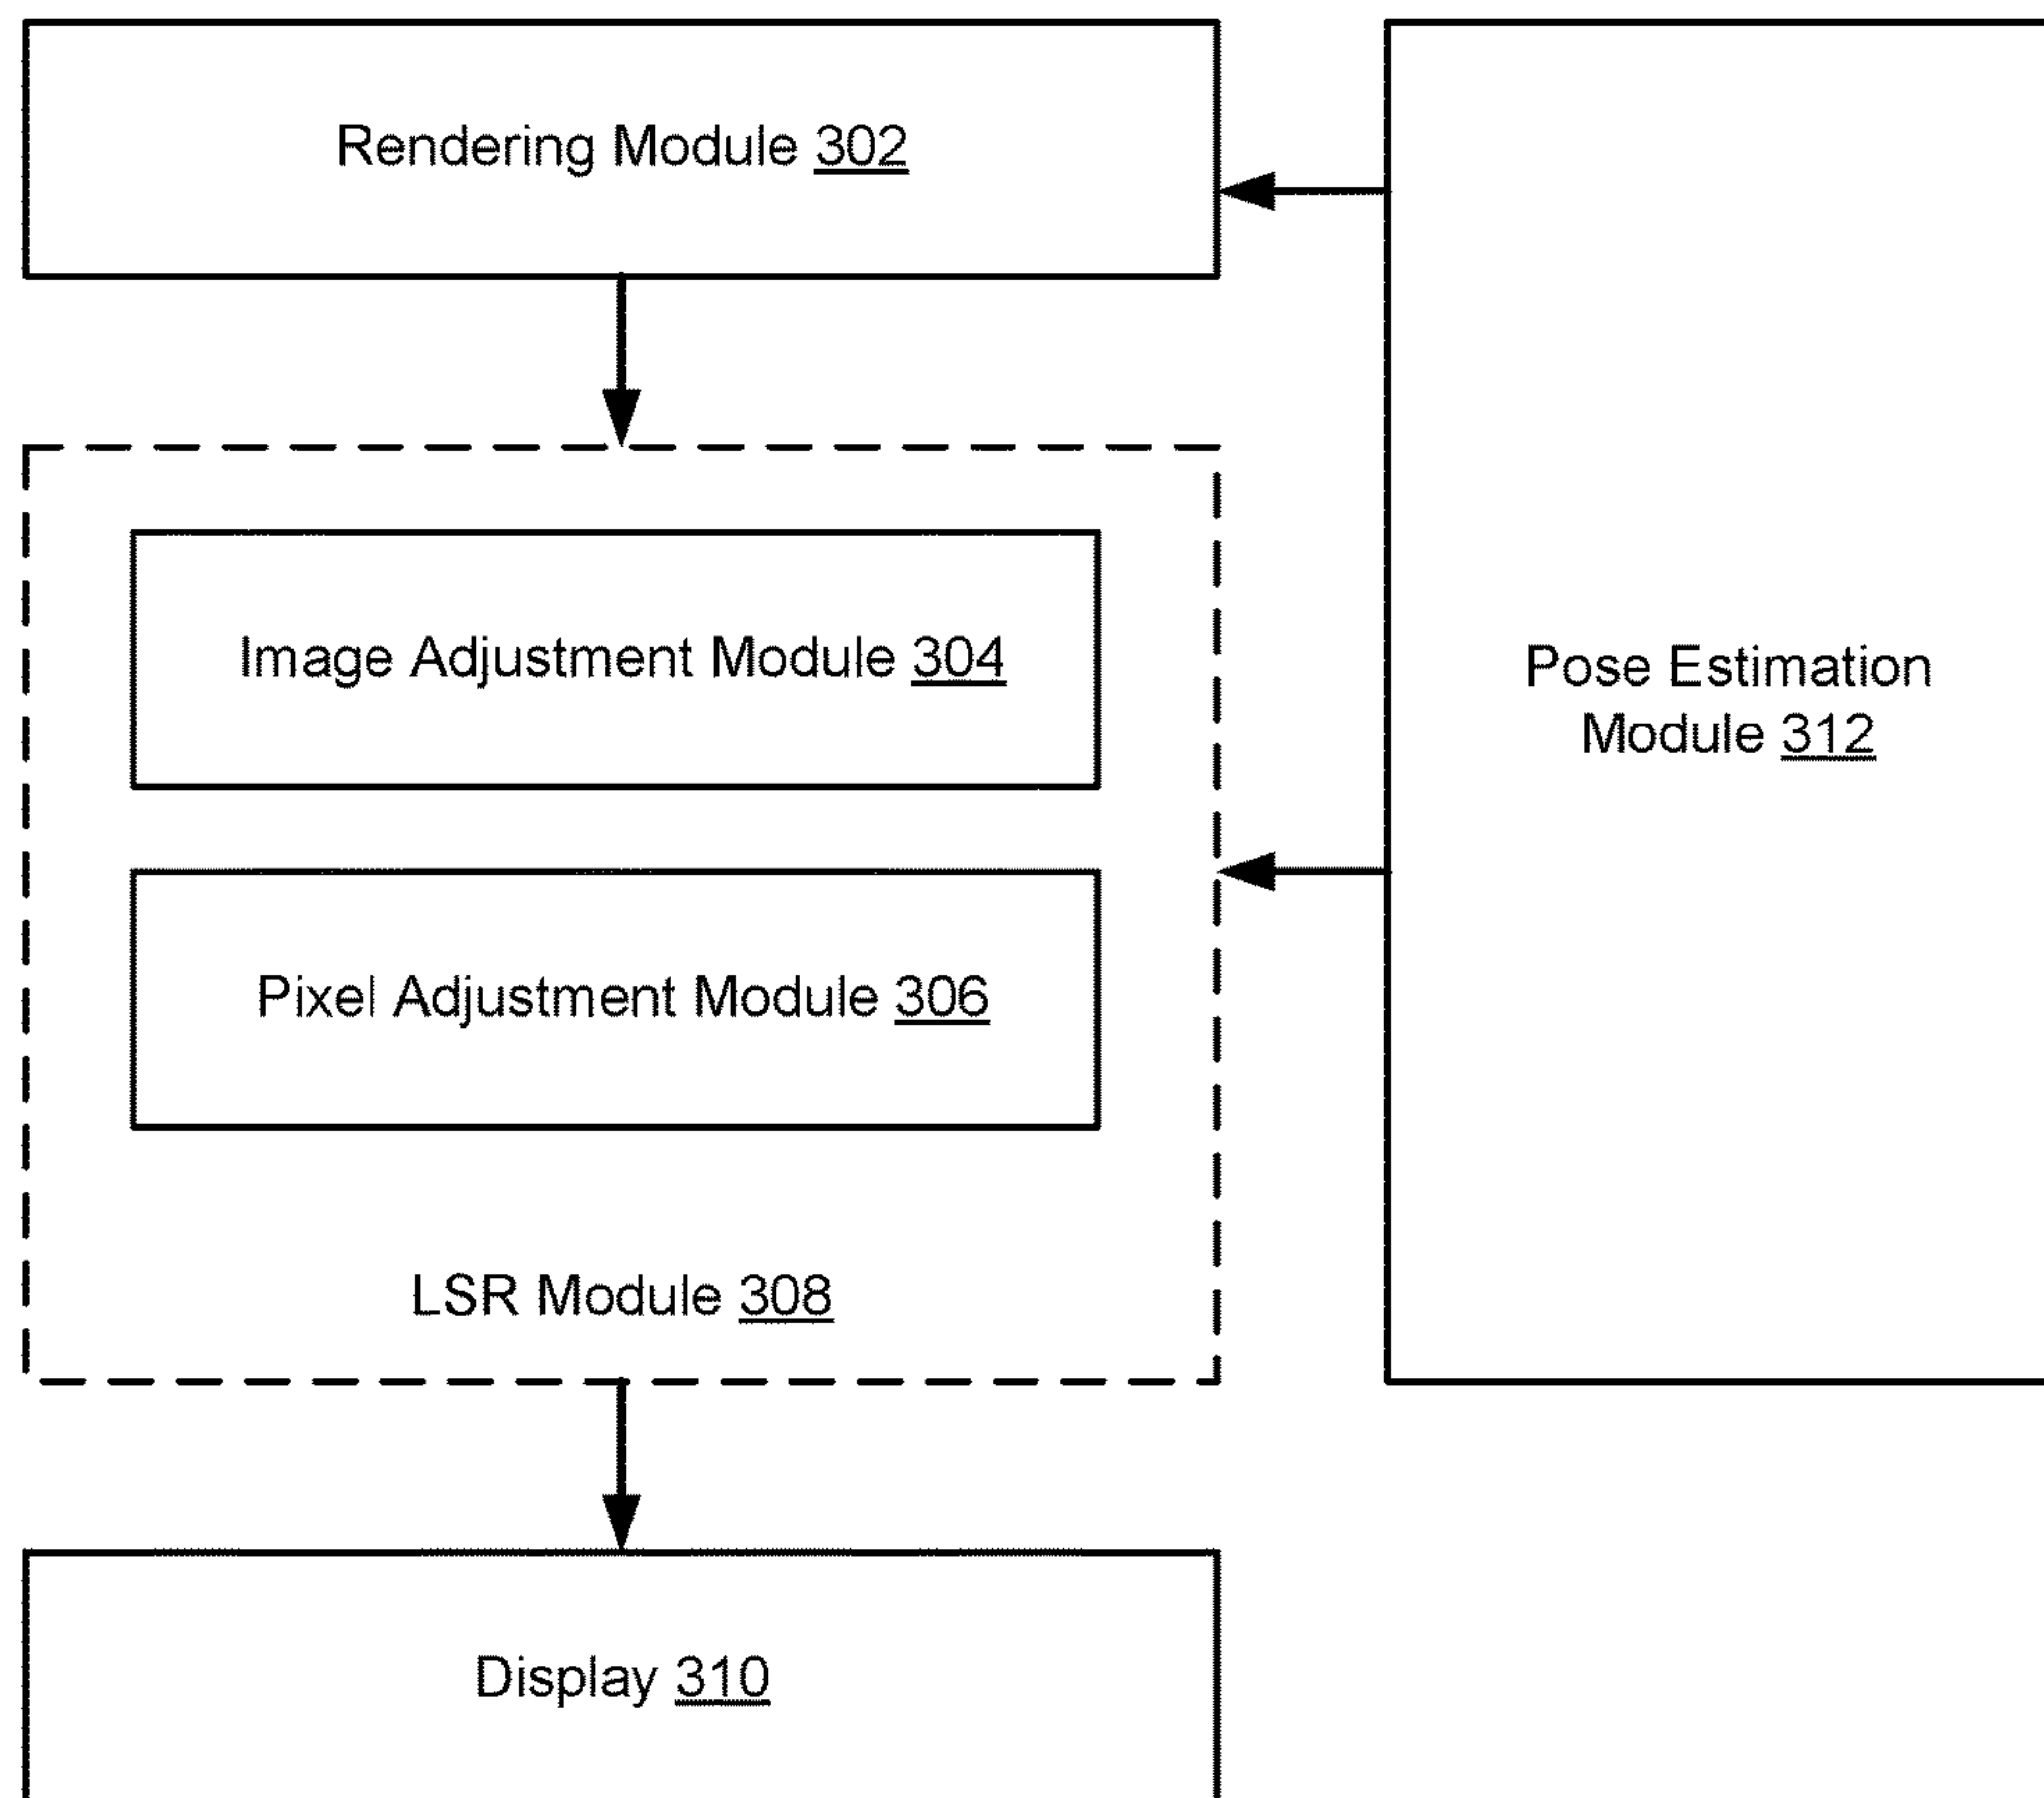 Rendering Module 302
Image Adjustment Module 304
Pose Estimation
Module 312
Pixel Adjustment Module 306
LSR Module 308
Display 310